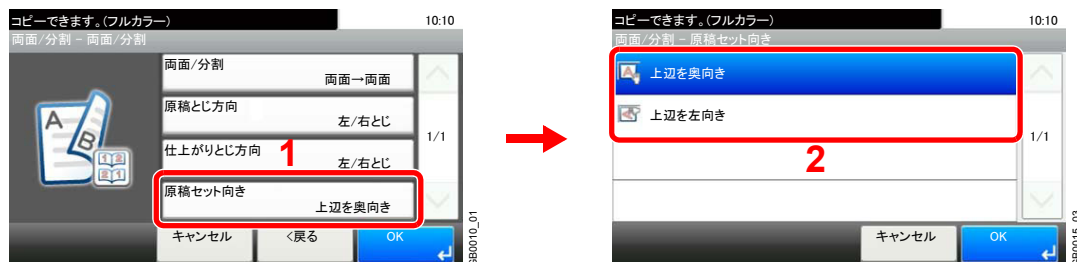 コピーできます。(フルカラー)
10:10
両面/分割 - 両面/分割
両面/分割
両面→両面
原稿とじ方向
左/右とじ
1/1
仕上がりとじ方向
左/右とじ
1
原稿セット向き
上辺を奥向き
キャンセル
<戻る
OK
A
B
1 2
2 1
コピーできます。(フルカラー)
10:10
両面/分割 - 原稿セット向き
上辺を奥向き
上辺を左向き
1/1
2
キャンセル
OK